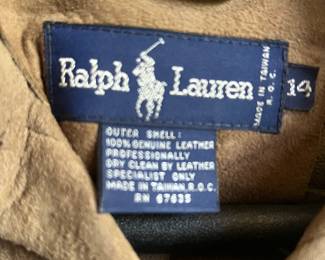 Ralph Lauren
MADE IN TAIWAN
R.O.C.
14
OUTER SHELL:
100% GENUINE LEATHER
PROFESSIONALLY
DRY CLEAN BY LEATHER
SPECIALIST ONLY
MADE IN TAIWAN.R.O.C.
RN 67635